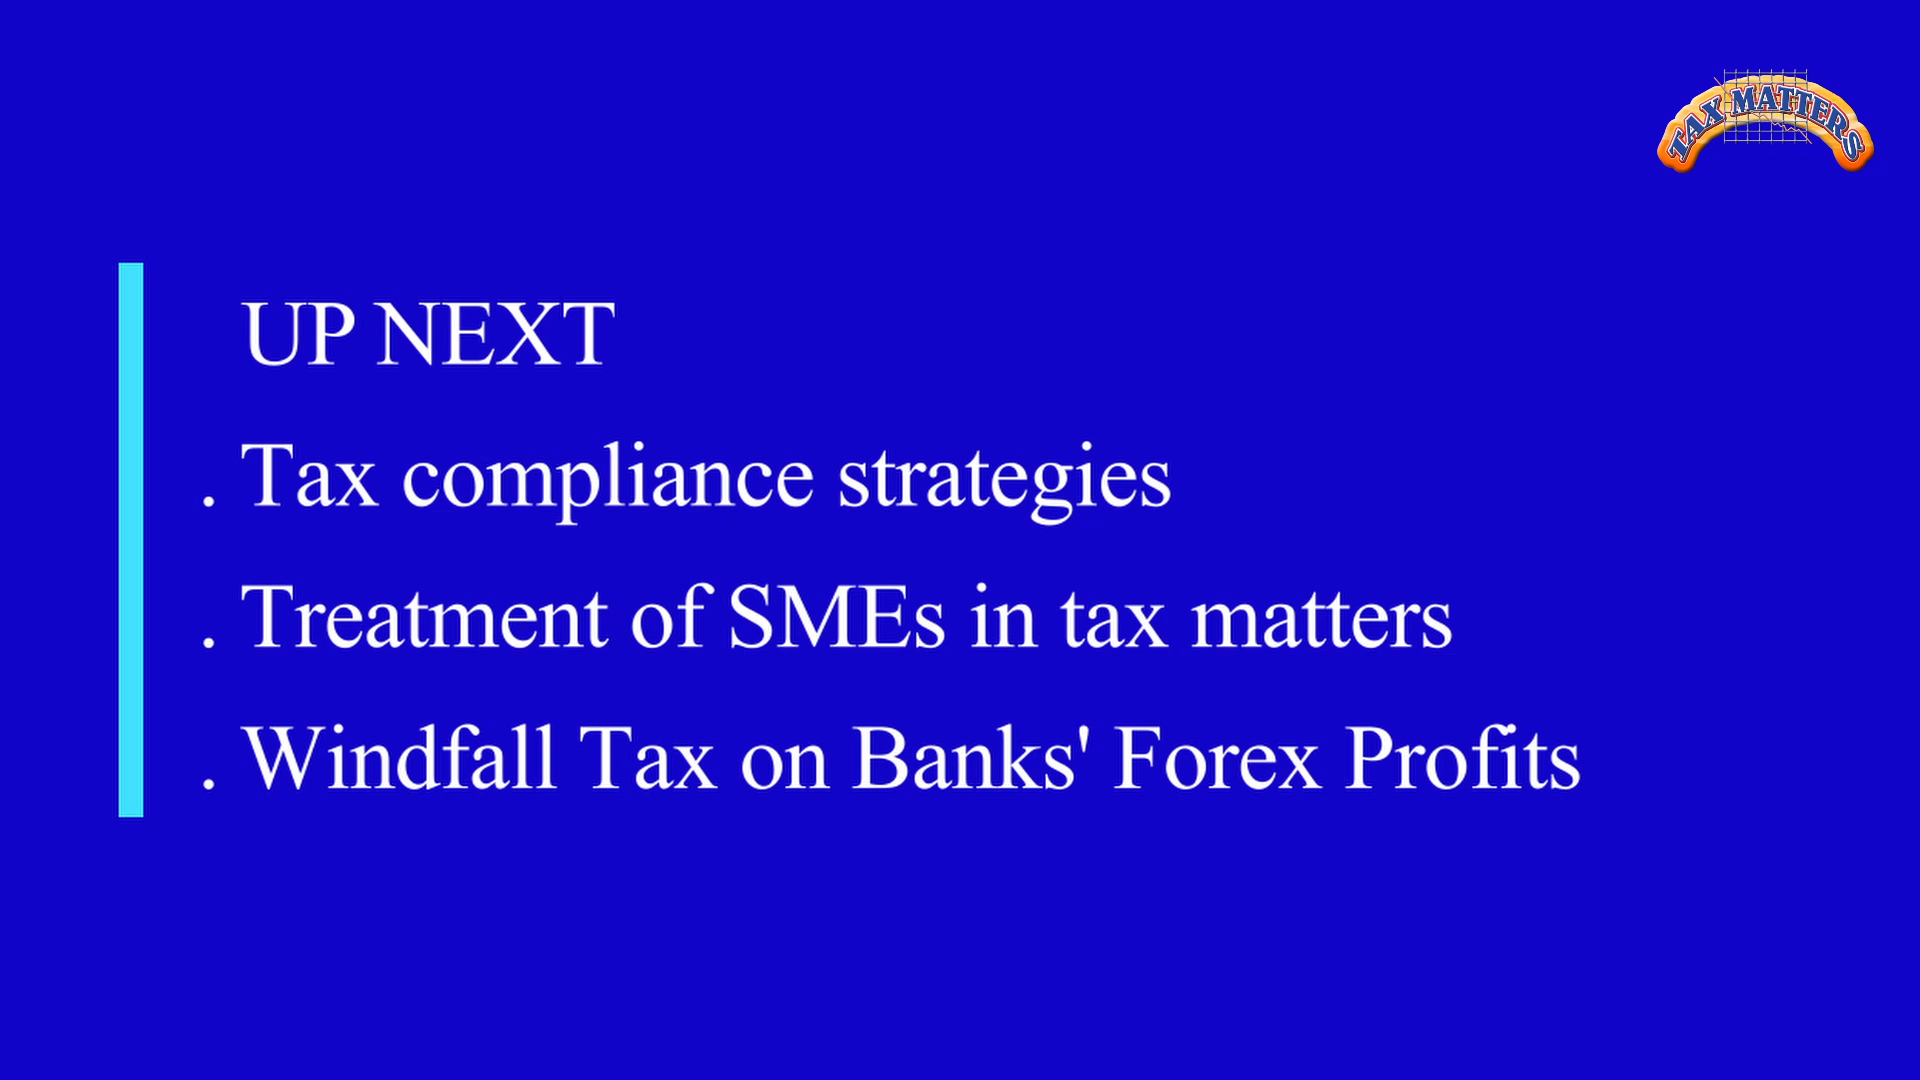 TAX MATTERS
UP NEXT
. Tax compliance strategies
. Treatment of SMEs in tax matters
. Windfall Tax on Banks' Forex Profits